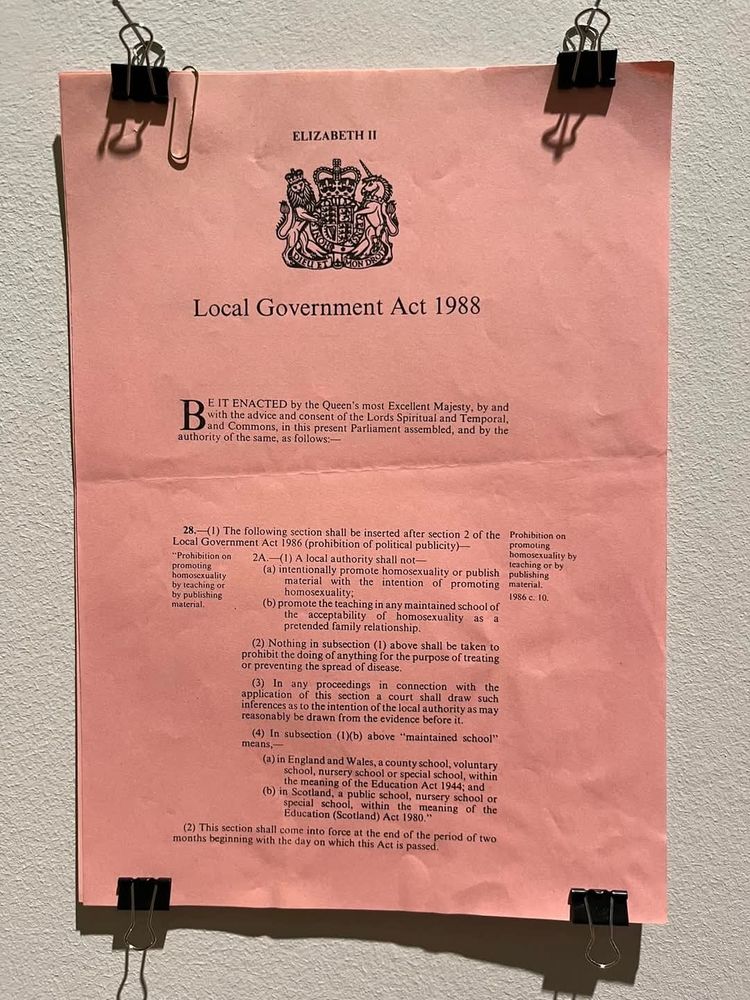 ELIZABETH II
DIEU ET MON DROIT
Local Government Act 1988
BE IT ENACTED by the Queen's most Excellent Majesty, by and
with the advice and consent of the Lords Spiritual and Temporal,
and Commons, in this present Parliament assembled, and by the
authority of the same, as follows:—
28.—(1) The following section shall be inserted after section 2 of the
Local Government Act 1986 (prohibition of political publicity)—
Prohibition on
promoting
homosexuality by
teaching or by
publishing
material.
1986 c. 10.
"Prohibition on
promoting
homosexuality
by teaching or
by publishing
material.
2A.—(1) A local authority shall not—
(a) intentionally promote homosexuality or publish
material with the intention of promoting
homosexuality;
(b) promote the teaching in any maintained school of
the acceptability of homosexuality as a
pretended family relationship.
(2) Nothing in subsection (1) above shall be taken to
prohibit the doing of anything for the purpose of treating
or preventing the spread of disease.
(3) In any proceedings in connection with the
application of this section a court shall draw such
inferences as to the intention of the local authority as may
reasonably be drawn from the evidence before it.
(4) In subsection (1)(b) above "maintained school"
means,—
(a) in England and Wales, a county school, voluntary
school, nursery school or special school, within
the meaning of the Education Act 1944; and
(b) in Scotland, a public school, nursery school or
special school, within the meaning of the
Education (Scotland) Act 1980."
(2) This section shall come into force at the end of the period of two
months beginning with the day on which this Act is passed.